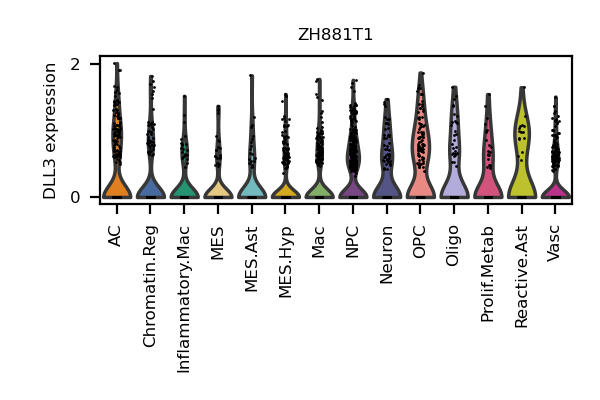 ZH881T1
DLL3 expression
2
0
AC
Chromatin.Reg
Inflammatory.Mac
MES
MES.Ast
MES.Hyp
Mac
NPC
Neuron
OPC
Oligo
Prolif.Metab
Reactive.Ast
Vasc